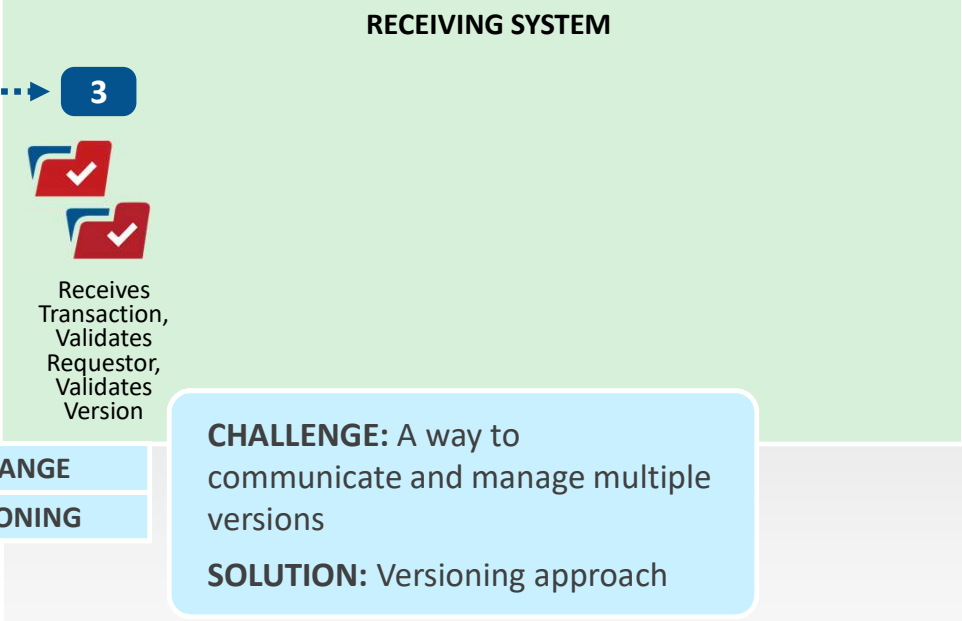 RECEIVING SYSTEM
3
Receives
Transaction,
Validates
Requestor,
Validates
Version
ANGE
ONING
CHALLENGE: A way to
communicate and manage multiple
versions
SOLUTION: Versioning approach